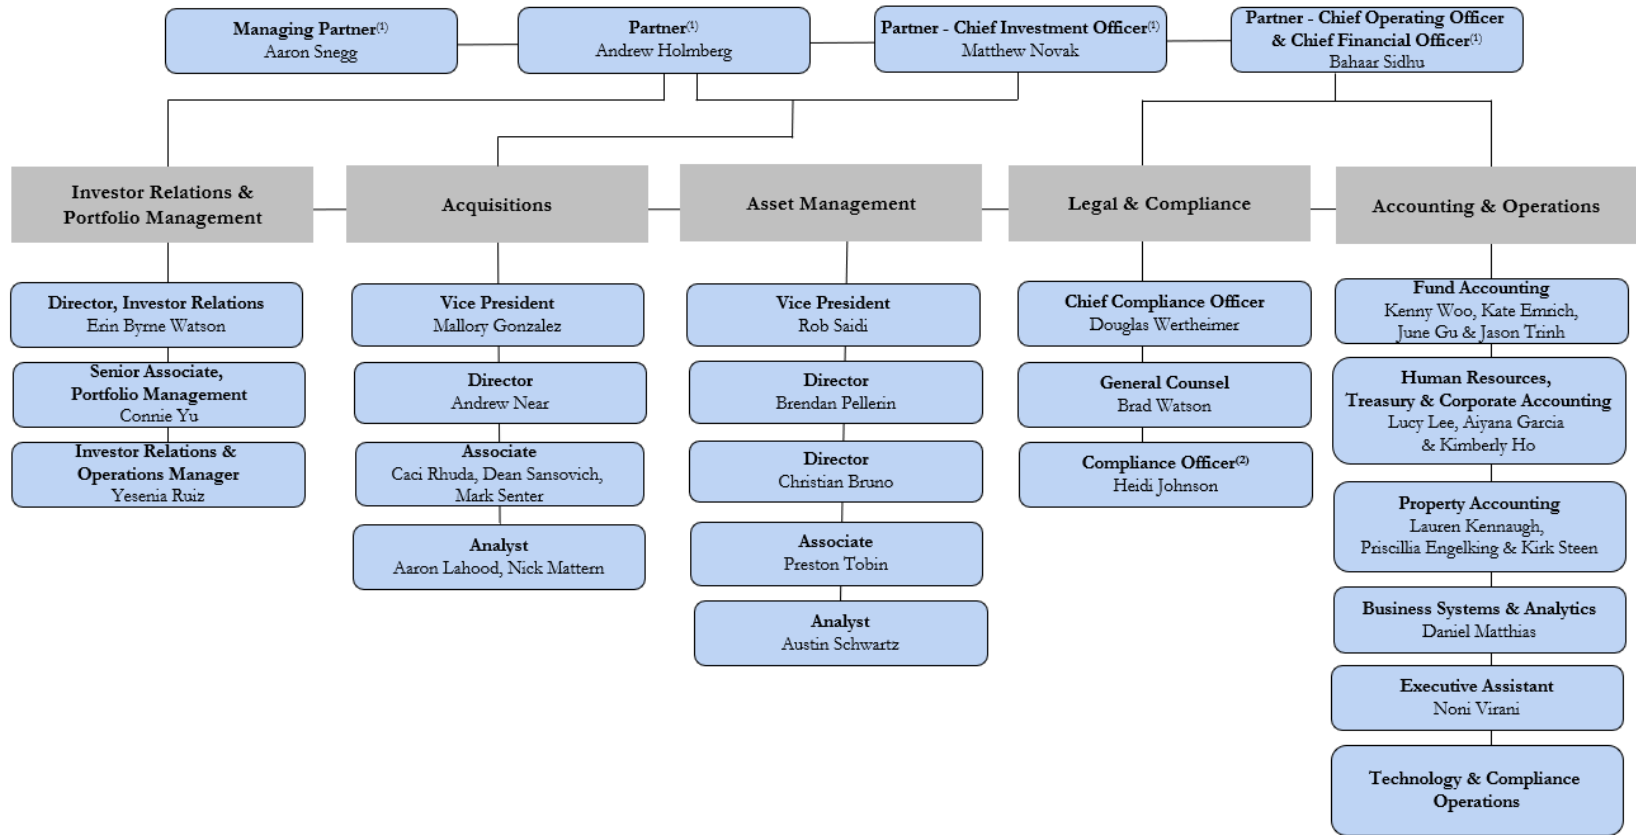 Managing Partner(1)
Aaron Snegg
Partner(1)
Andrew Holmberg
Partner - Chief Investment Officer(1)
Matthew Novak
Partner - Chief Operating Officer
& Chief Financial Officer(1)
Bahaar Sidhu
Investor Relations &
Portfolio Management
Acquisitions
Asset Management
Legal & Compliance
Accounting & Operations
Director, Investor Relations
Erin Byrne Watson
Senior Associate,
Portfolio Management
Connie Yu
Investor Relations &
Operations Manager
Yesenia Ruiz
Vice President
Mallory Gonzalez
Director
Andrew Near
Associate
Caci Rhuda, Dean Sansovich,
Mark Senter
Analyst
Aaron Lahood, Nick Mattern
Vice President
Rob Saidi
Director
Brendan Pellerin
Director
Christian Bruno
Associate
Preston Tobin
Analyst
Austin Schwartz
Chief Compliance Officer
Douglas Wertheimer
General Counsel
Brad Watson
Compliance Officer(2)
Heidi Johnson
Fund Accounting
Kenny Woo, Kate Emrich,
June Gu & Jason Trinh
Human Resources,
Treasury & Corporate Accounting
Lucy Lee, Aiyana Garcia
& Kimberly Ho
Property Accounting
Lauren Kennaugh,
Priscillia Engelking & Kirk Steen
Business Systems & Analytics
Daniel Matthias
Executive Assistant
Noni Virani
Technology & Compliance
Operations